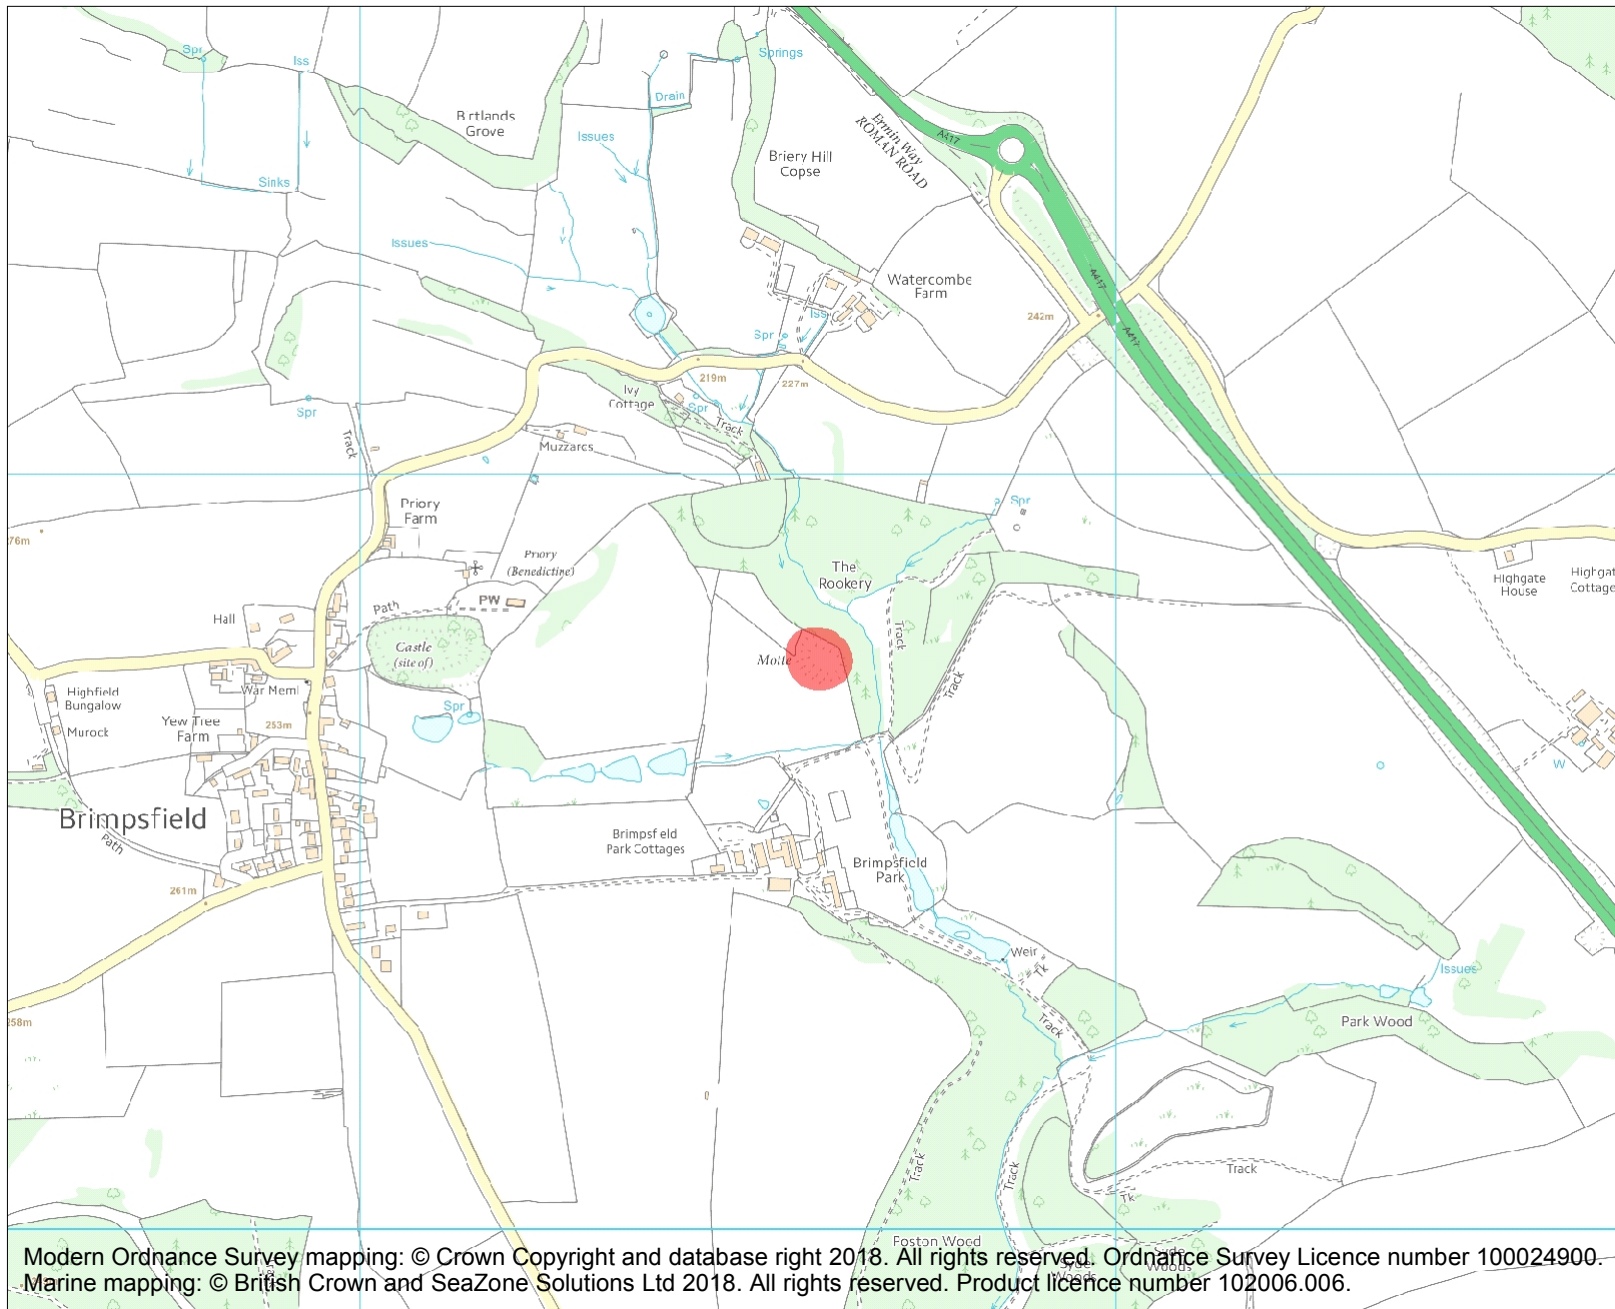 Spr
Iss
Springs
Drain
Birtlands
Grove
Issues
Briery Hill
Copse
Ermin Way
ROMAN ROAD
A417
Sinks
Issues
Watercombe
Farm
A417
242m
Iss
Spr
A417
219m
227m
Ivy
Cottage
Spr
Spr
Track
Track
Muzzards
Priory
Farm
Spr
76m
Priory
(Benedictine)
The
Rookery
Highgate
House
Highgat
Cottage
PW
Path
Hall
Castle
(site of)
Track
Motte
Track
War Meml
Highfield
Bungalow
Spr
Yew Tree
Farm
253m
Murock
W
Brimpsfield
Path
Brimpsfield
Park Cottages
Brimpsfield
Park
261m
Weir
Tk
Issues
258m
Track
Park Wood
Track
Track
Track
Tk
Foston Wood
Syde
Woods
Syde
Woods
Modern Ordnance Survey mapping: © Crown Copyright and database right 2018. All rights reserved. Ordnance Survey Licence number 100024900.
Marine mapping: © British Crown and SeaZone Solutions Ltd 2018. All rights reserved. Product licence number 102006.006.